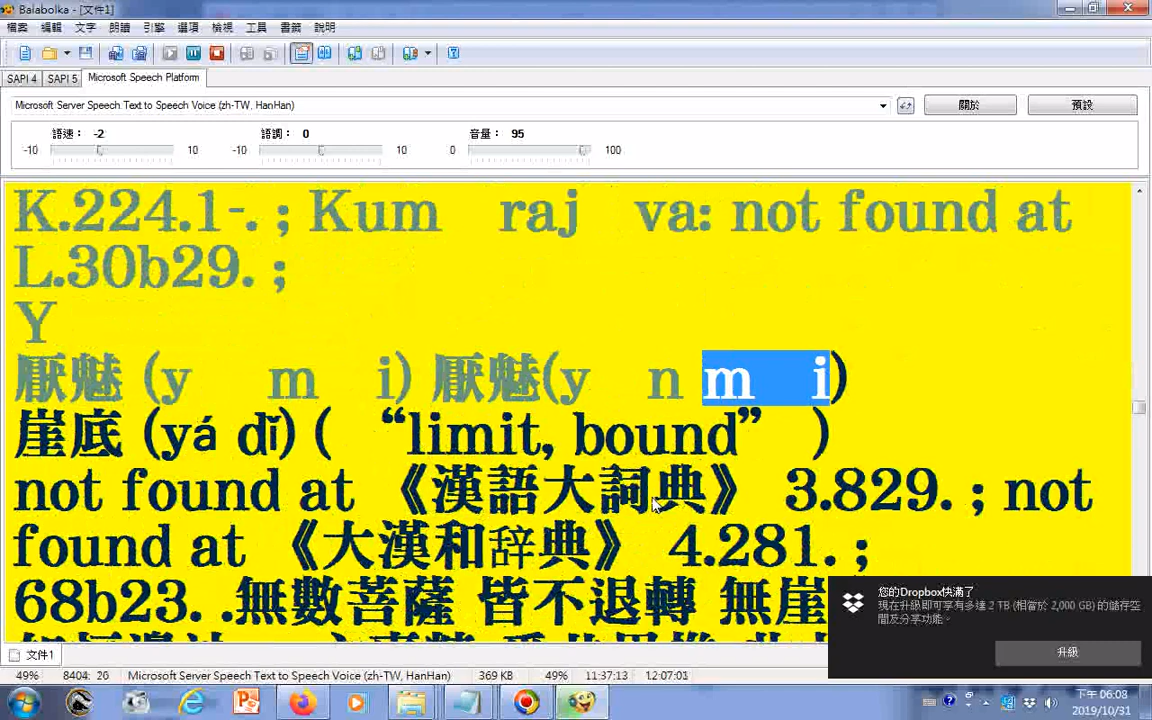 Balabolka - [文件1]
檔案 編輯 文字 朗讀 引擎 選項 檢視 工具 書籤 說明
SAPI 4 SAPI 5 Microsoft Speech Platform
Microsoft Server Speech Text to Speech Voice (zh-TW, HanHan) 關於 預設
語速： -2 語調： 0 音量： 95
-10 10 -10 10 0 100
K.224.1-. ; Kum raj va: not found at
L.30b29. ;
Y
厭魅 (y m i) 厭魅(y n m i)
崖底 (yá dǐ) ( “limit, bound” )
not found at 《漢語大詞典》 3.829. ; not
found at 《大漢和辞典》 4.281. ;
68b23. .無數菩薩 皆不退轉 無崖
您的Dropbox快滿了
現在升級即可享有多達 2 TB (相當於 2,000 GB) 的儲存空
間及分享功能。
升級
文件1
49% 8404: 26 Microsoft Server Speech Text to Speech Voice (zh-TW, HanHan) 369 KB 49% 11:37:13 12:07:01
下午 06:08
2019/10/31